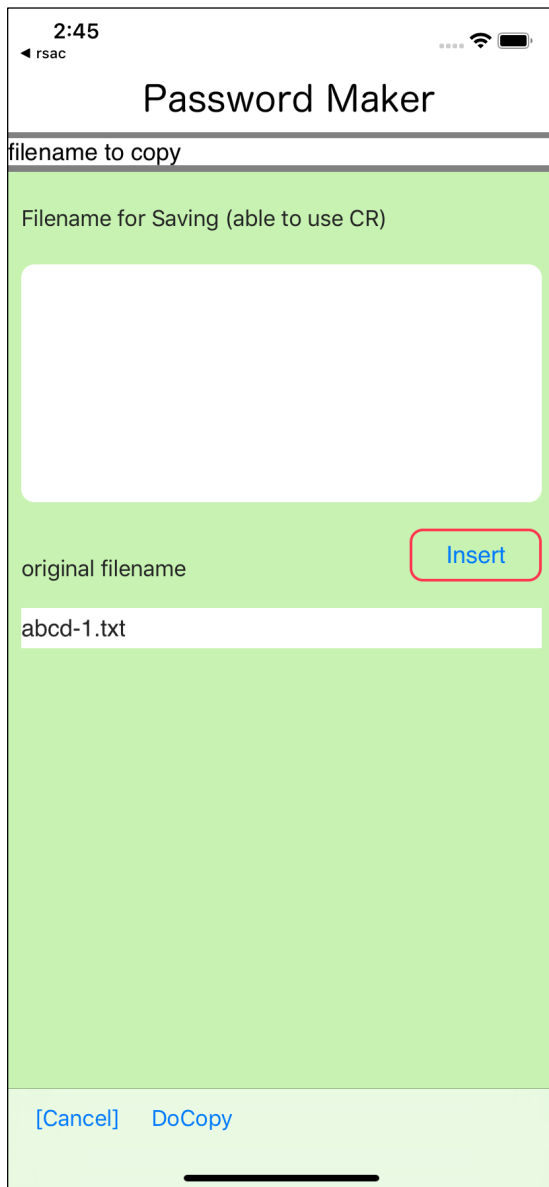 2:45
◀ rsac
Password Maker
filename to copy
Filename for Saving (able to use CR)
Insert
original filename
abcd-1.txt
[Cancel] DoCopy